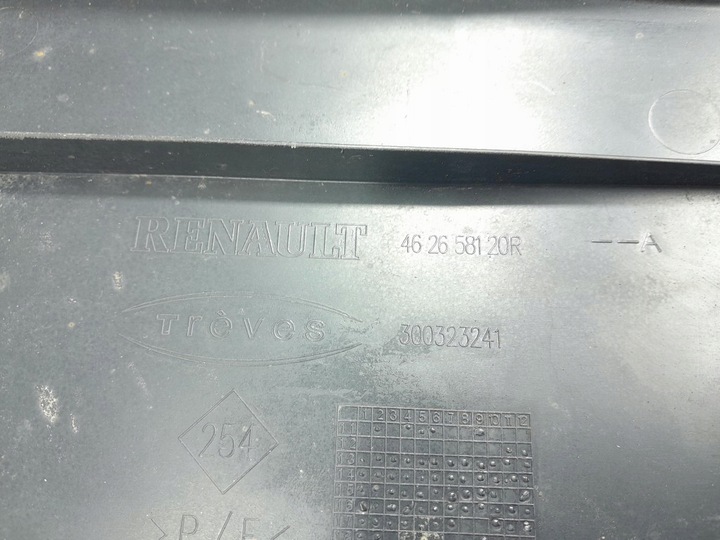 RENAULT 46 26 581 20R --A
Trèves 300323241
254
1 2 3 4 5 6 7 8 9 10 11 12
>P/E<